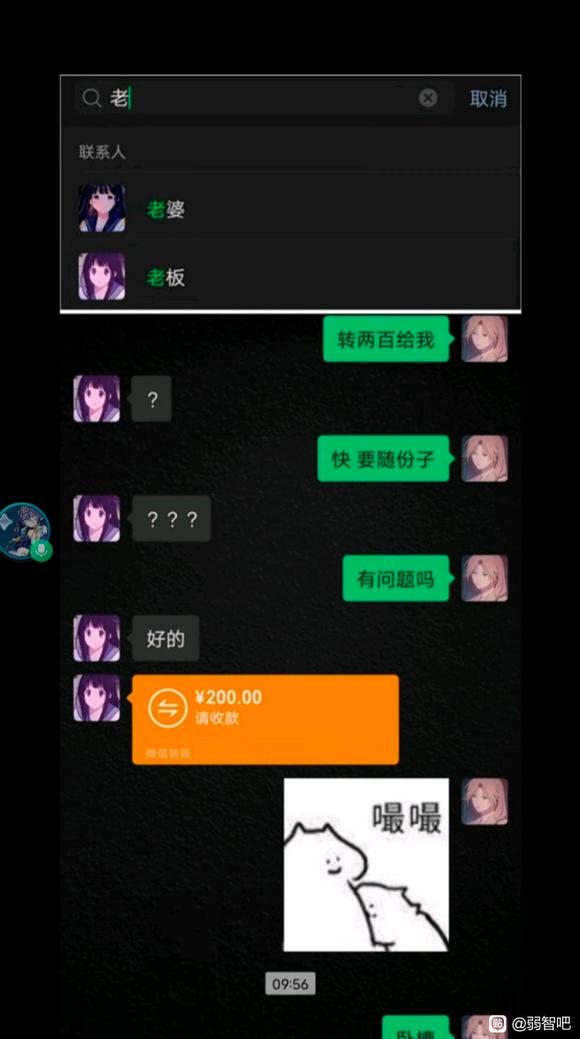 老
取消
联系人
老婆
老板
转两百给我
?
快 要随份子
? ? ?
有问题吗
好的
¥200.00
请收款
微信转账
嘬嘬
09:56
卧槽
贴 @弱智吧